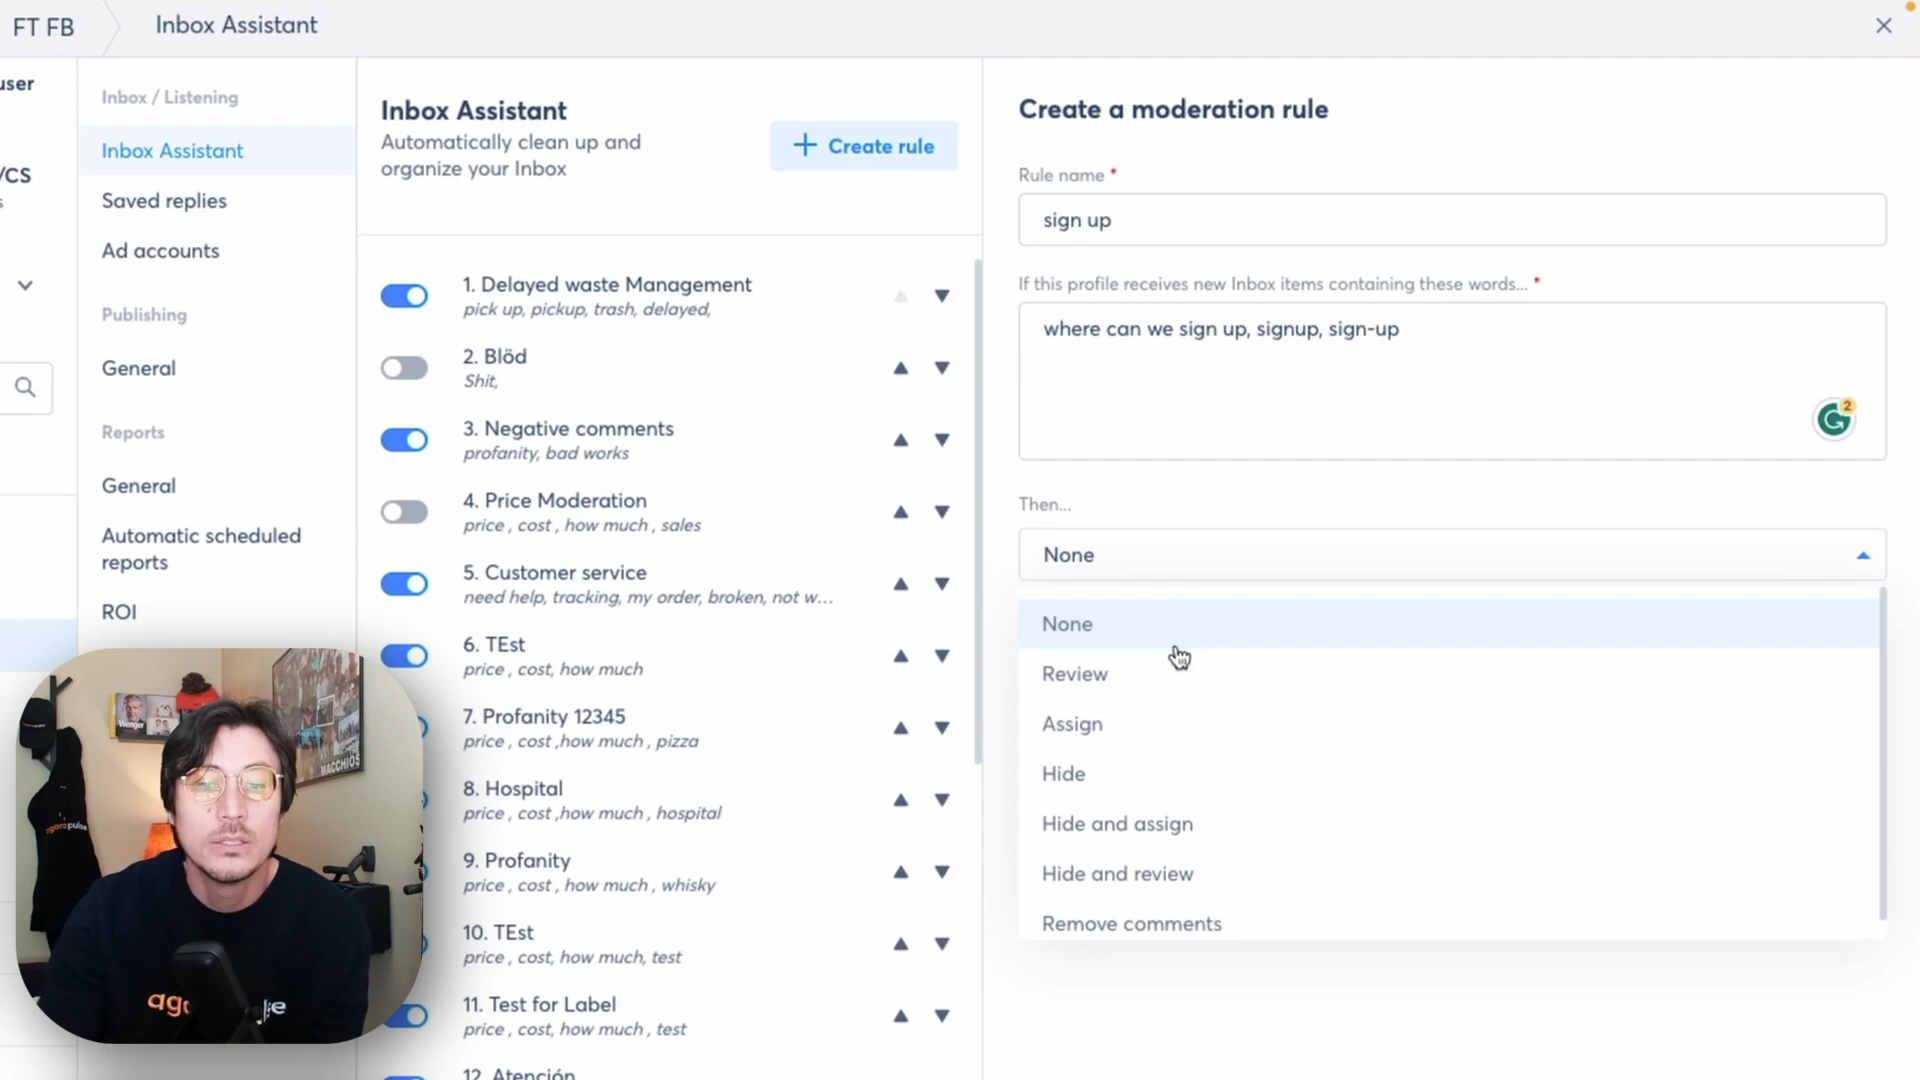 FT FB
Inbox Assistant
user
/CS
s
Inbox / Listening
Inbox Assistant
Saved replies
Ad accounts
Publishing
General
Reports
General
Automatic scheduled
reports
ROI
Inbox Assistant
Automatically clean up and
organize your Inbox
+ Create rule
1. Delayed waste Management
pick up, pickup, trash, delayed,
2. Blöd
Shit,
3. Negative comments
profanity, bad works
4. Price Moderation
price , cost , how much , sales
5. Customer service
need help, tracking, my order, broken, not w...
6. TEst
price , cost, how much
7. Profanity 12345
price , cost ,how much , pizza
8. Hospital
price , cost ,how much , hospital
9. Profanity
price , cost , how much , whisky
10. TEst
price , cost, how much, test
11. Test for Label
price , cost, how much , test
12. Atención
Create a moderation rule
Rule name *
sign up
If this profile receives new Inbox items containing these words... *
where can we sign up, signup, sign-up
2
Then...
None
None
Review
Assign
Hide
Hide and assign
Hide and review
Remove comments
Wenger
MACCHIOS
agorapulse